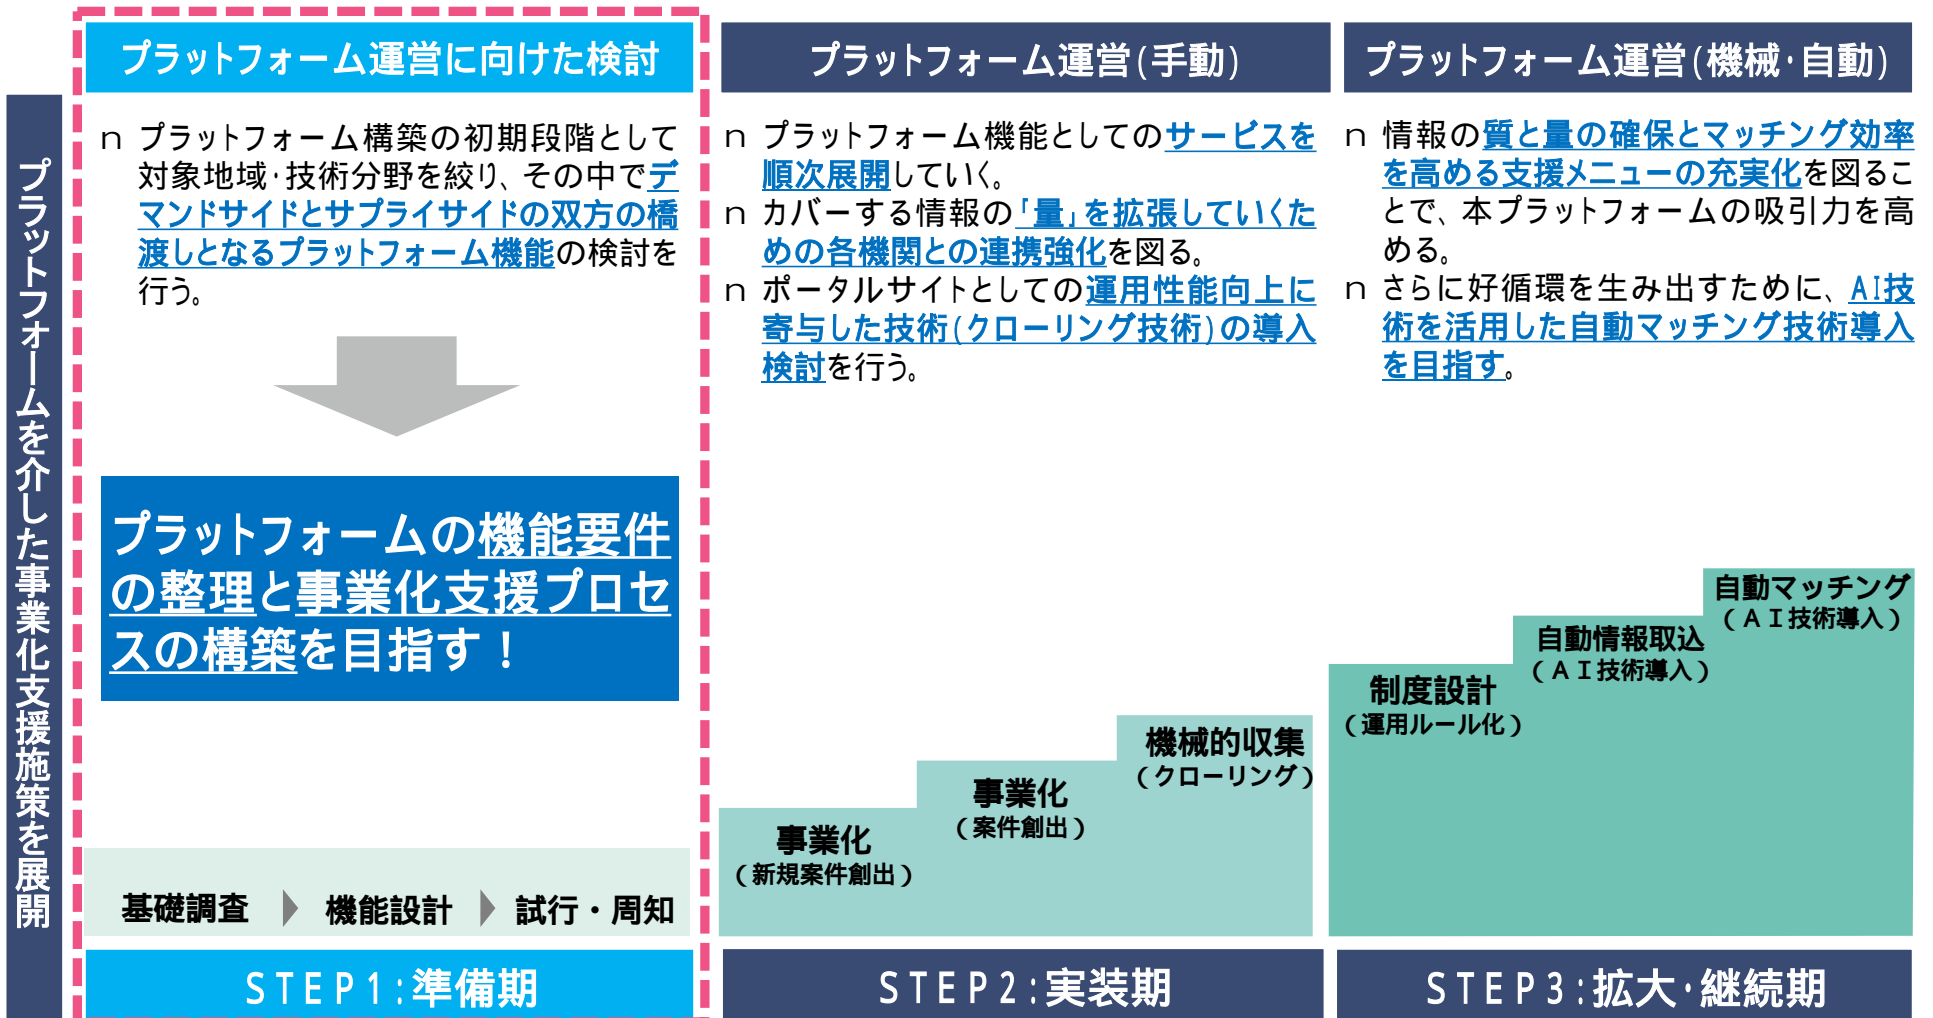 プラットフォームを介した事業化支援施策を展開
プラットフォーム運営に向けた検討
n プラットフォーム構築の初期段階として
対象地域・技術分野を絞り、その中でデ
マンドサイドとサプライサイドの双方の橋
渡しとなるプラットフォーム機能の検討を
行う。
プラットフォームの機能要件
の整理と事業化支援プロセ
スの構築を目指す！
基礎調査
機能設計
試行・周知
STEP1:準備期
プラットフォーム運営(手動)
n プラットフォーム機能としてのサービスを
順次展開していく。
n カバーする情報の「量」を拡張していくた
めの各機関との連携強化を図る。
n ポータルサイトとしての運用性能向上に
寄与した技術(クローリング技術)の導入
検討を行う。
事業化
(新規案件創出)
事業化
(案件創出)
機械的収集
(クローリング)
STEP2:実装期
プラットフォーム運営(機械・自動)
n 情報の質と量の確保とマッチング効率
を高める支援メニューの充実化を図るこ
とで、本プラットフォームの吸引力を高
める。
n さらに好循環を生み出すために、AI技
術を活用した自動マッチング技術導入
を目指す。
制度設計
(運用ルール化)
自動情報取込
(ＡＩ技術導入)
自動マッチング
(ＡＩ技術導入)
STEP3:拡大・継続期